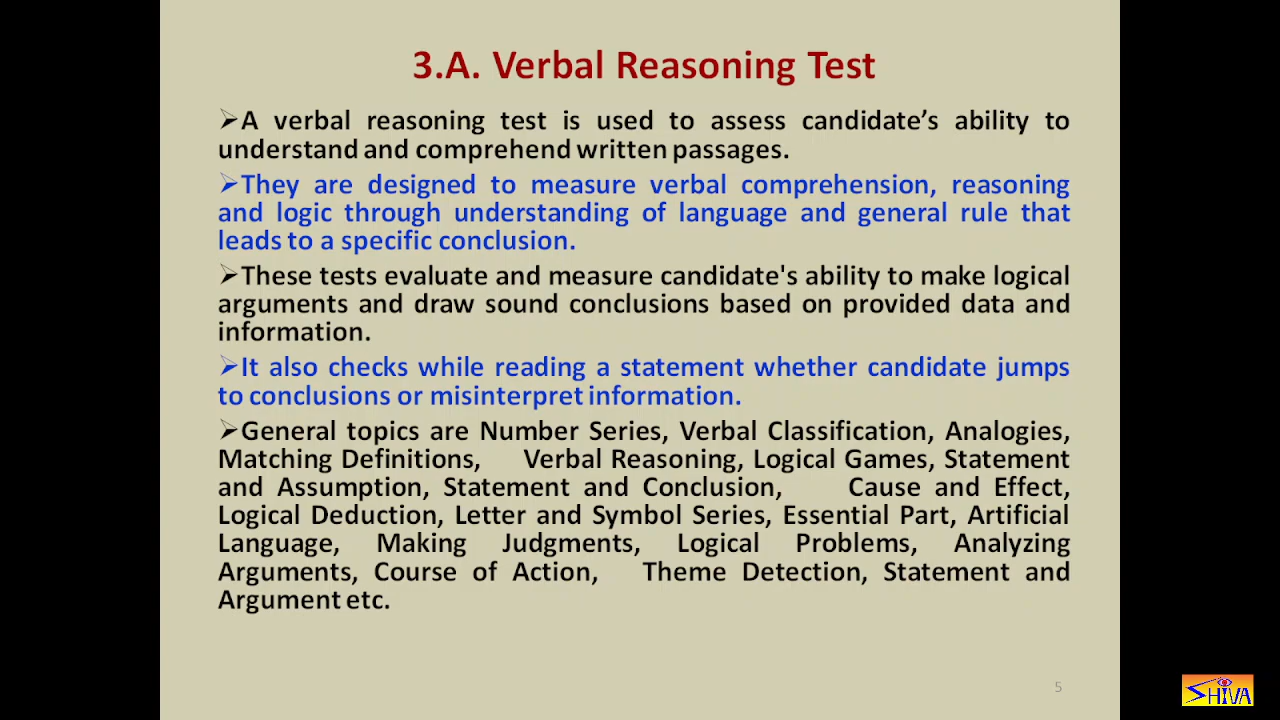 3.A. Verbal Reasoning Test
➢A verbal reasoning test is used to assess candidate’s ability to
understand and comprehend written passages.
➢They are designed to measure verbal comprehension, reasoning
and logic through understanding of language and general rule that
leads to a specific conclusion.
➢These tests evaluate and measure candidate's ability to make logical
arguments and draw sound conclusions based on provided data and
information.
➢It also checks while reading a statement whether candidate jumps
to conclusions or misinterpret information.
➢General topics are Number Series, Verbal Classification, Analogies,
Matching Definitions, Verbal Reasoning, Logical Games, Statement
and Assumption, Statement and Conclusion, Cause and Effect,
Logical Deduction, Letter and Symbol Series, Essential Part, Artificial
Language, Making Judgments, Logical Problems, Analyzing
Arguments, Course of Action, Theme Detection, Statement and
Argument etc.
5
SHIVA